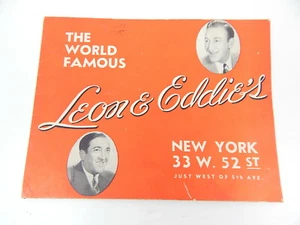 THE
WORLD
FAMOUS
Leon & Eddie's
NEW YORK
33 W. 52 ST
JUST WEST OF 5th AVE.